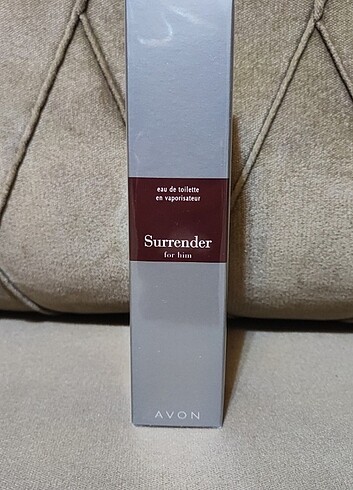 eau de toilette
en vaporisateur
Surrender
for him
AVON